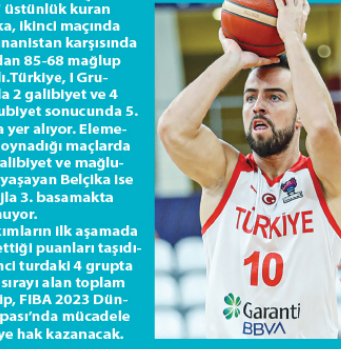 üstünlük kuran
ka, ikinci maçında
nanistan karşısında
dan 85-68 mağlup
ı.Türkiye, I Gru-
a 2 galibiyet ve 4
ubiyet sonucunda 5.
a yer alıyor. Eleme-
oynadığı maçlarda
alibiyet ve mağlu-
yaşayan Belçika ise
jla 3. basamakta
uyor.
ımların ilk aşamada
ettiği puanları taşıdı-
nci turdaki 4 grupta
sırayı alan toplam
ip, FIBA 2023 Dün-
pası'nda mücadele
ye hak kazanacak.
TÜRKİYE
10
Garanti
BBVA